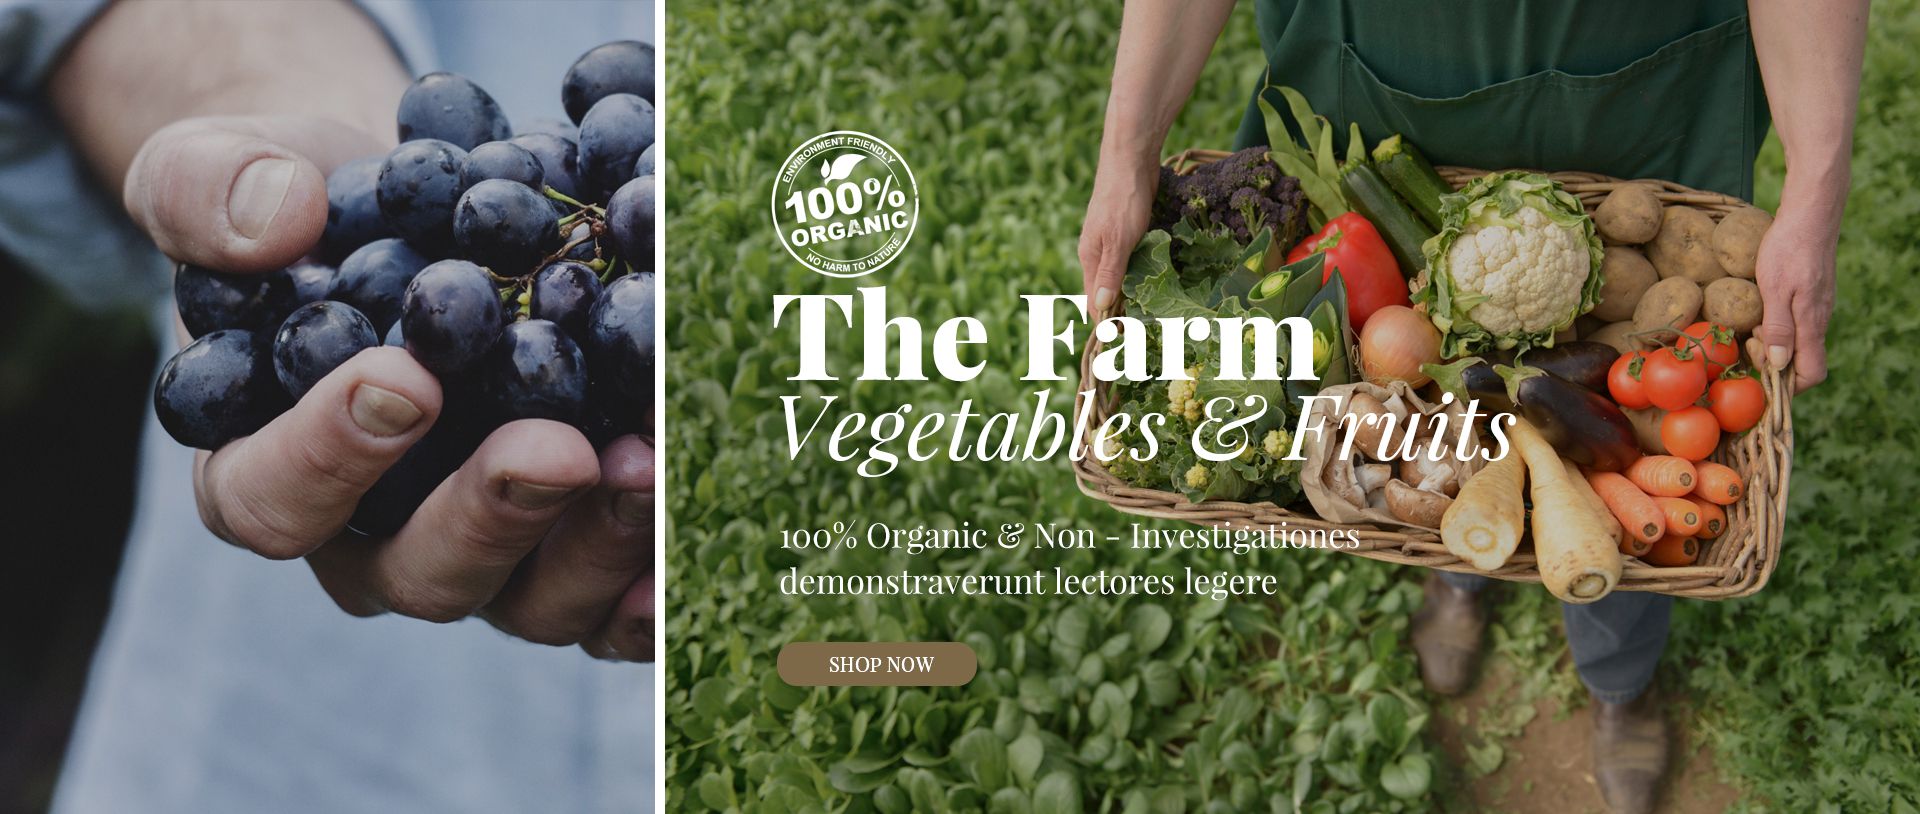 ENVIRONMENT FRIENDLY
100%
ORGANIC
NO HARM TO NATURE
The Farm
Vegetables & Fruits
100% Organic & Non - Investigationes
demonstraverunt lectores legere
SHOP NOW